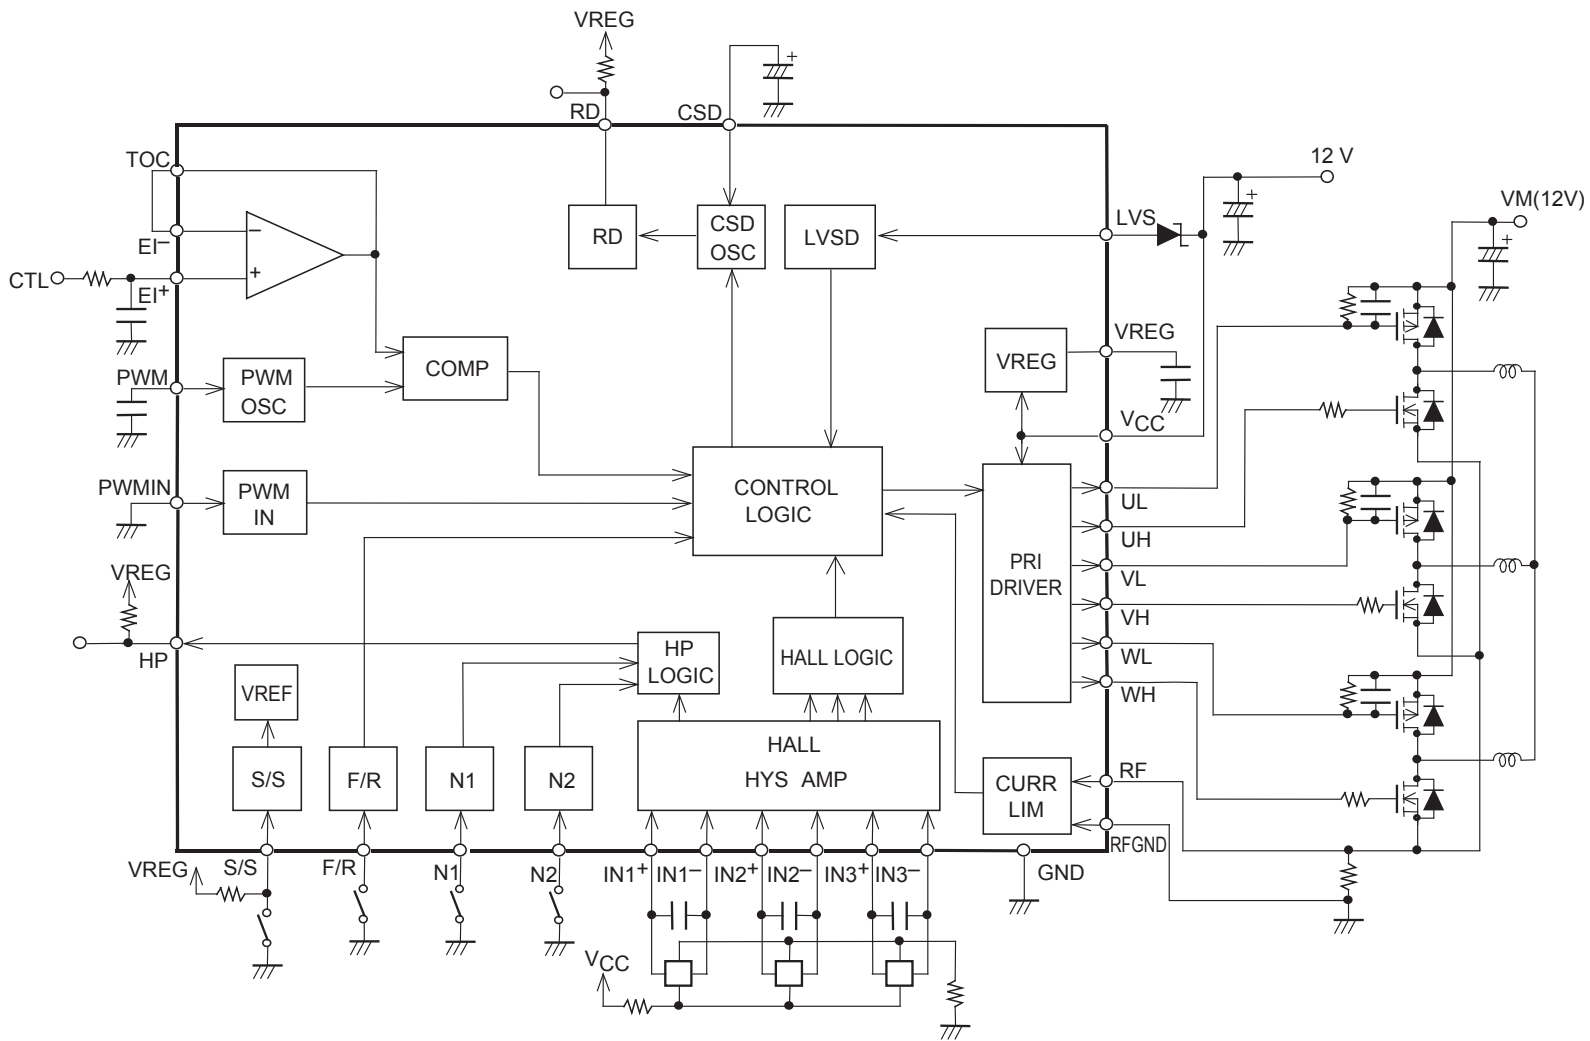 VREG
RD
CSD
+
12 V
TOC
LVS
+
VM(12V)
–
EI–
RD
CSD
OSC
LVSD
+
CTL
EI+
+
VREG
VREG
COMP
PWM
PWM
OSC
VCC
PWMIN
PWM
IN
CONTROL
LOGIC
UL
UH
PRI
DRIVER
VL
VH
VREG
HP
HP
LOGIC
HALL LOGIC
WL
VREF
WH
HALL
HYS AMP
S/S
F/R
N1
N2
CURR
LIM
RF
RFGND
VREG
S/S
F/R
N1
N2
IN1+
IN1–
IN2+
IN2–
IN3+
IN3–
GND
VCC